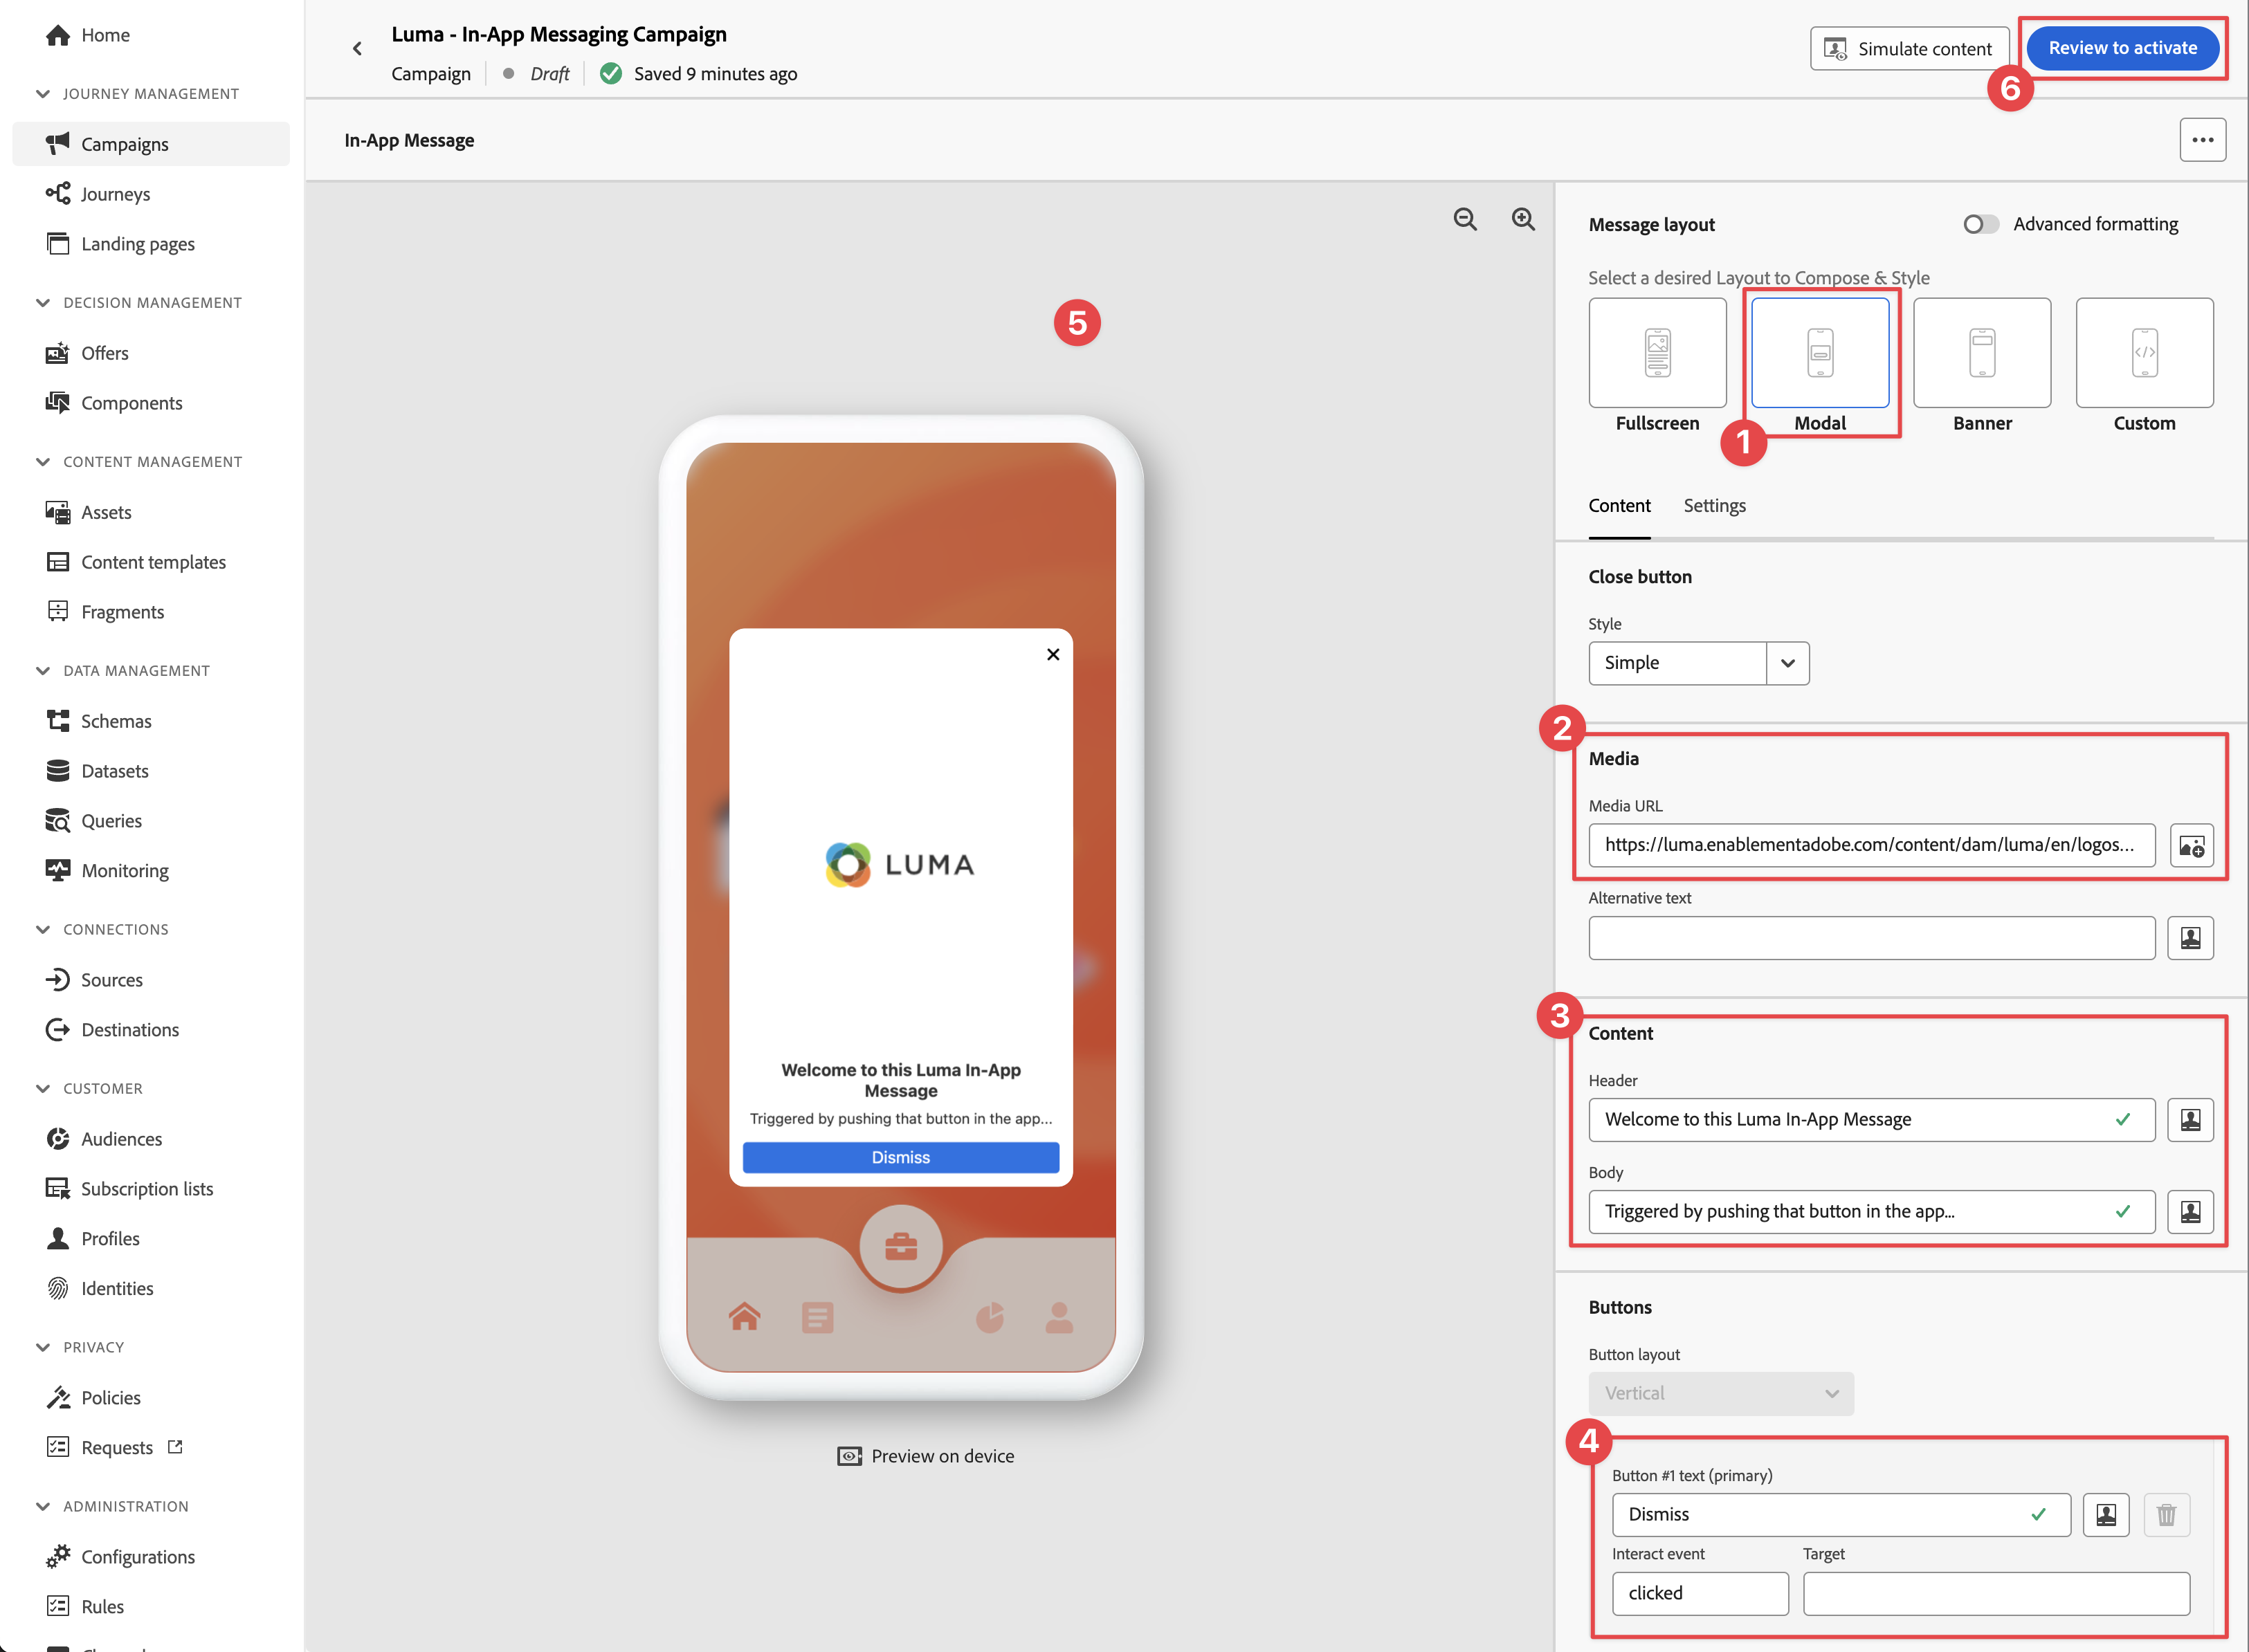 Home
JOURNEY MANAGEMENT
Campaigns
Journeys
Landing pages
DECISION MANAGEMENT
Offers
Components
CONTENT MANAGEMENT
Assets
Content templates
Fragments
DATA MANAGEMENT
Schemas
Datasets
Queries
Monitoring
CONNECTIONS
Sources
Destinations
CUSTOMER
Audiences
Subscription lists
Profiles
Identities
PRIVACY
Policies
Requests
ADMINISTRATION
Configurations
Rules
Luma - In-App Messaging Campaign
Campaign
Draft
Saved 9 minutes ago
Simulate content
Review to activate
6
In-App Message
5
LUMA
Welcome to this Luma In-App
Message
Triggered by pushing that button in the app...
Dismiss
Preview on device
Message layout
Advanced formatting
Select a desired Layout to Compose & Style
Fullscreen
Modal
Banner
Custom
1
Content
Settings
Close button
Style
Simple
2
Media
Media URL
https://luma.enablementadobe.com/content/dam/luma/en/logos...
Alternative text
3
Content
Header
Welcome to this Luma In-App Message
Body
Triggered by pushing that button in the app...
Buttons
Button layout
Vertical
4
Button #1 text (primary)
Dismiss
Interact event
Target
clicked